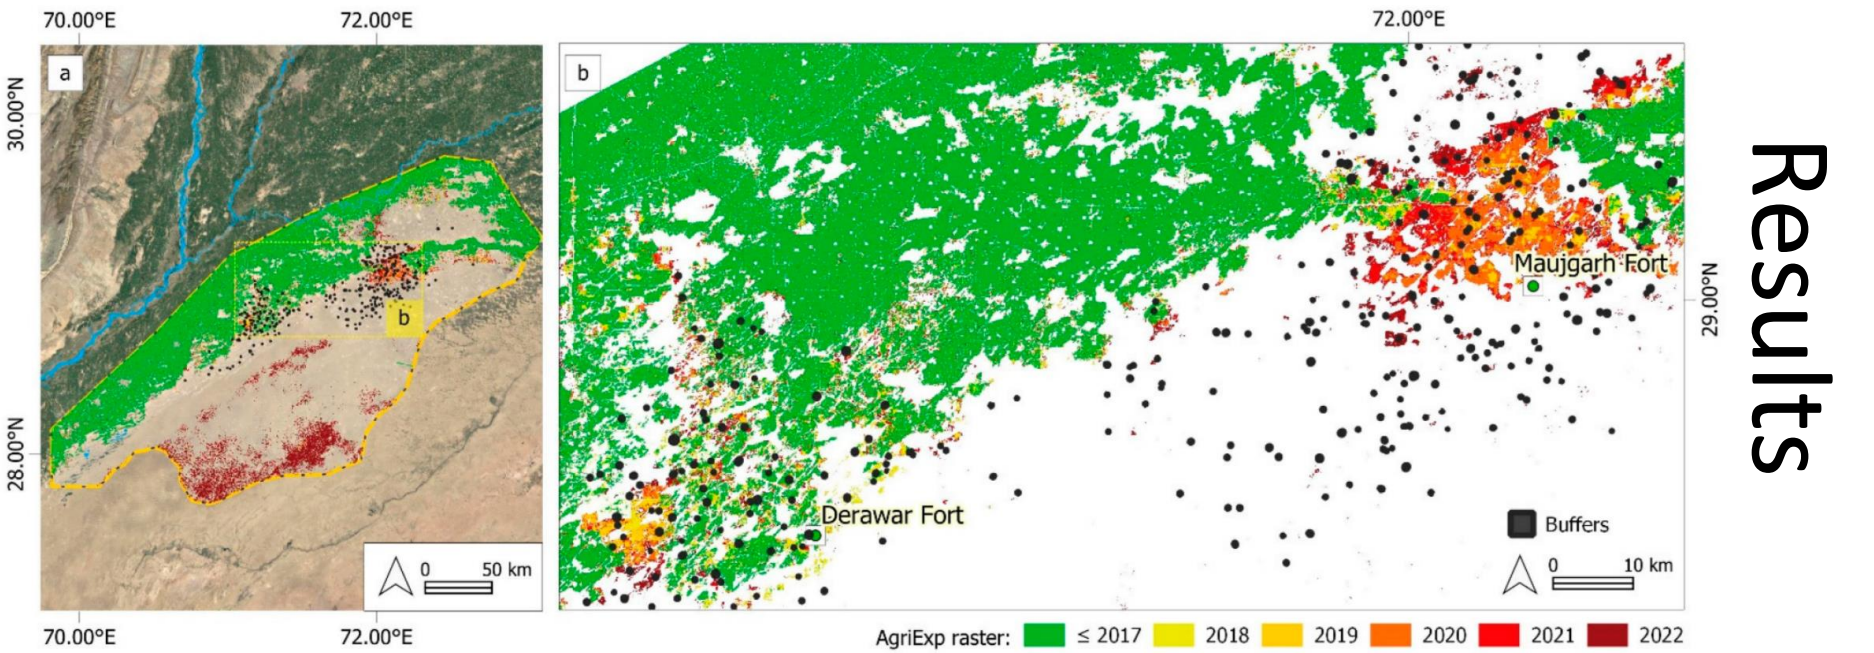 70.00°E
72.00°E
72.00°E
a
b
30.00°N
b
Maujgarh Fort
29.00°N
Results
28.00°N
Derawar Fort
Buffers
0 50 km
0 10 km
70.00°E
72.00°E
AgriExp raster: ≤ 2017 2018 2019 2020 2021 2022